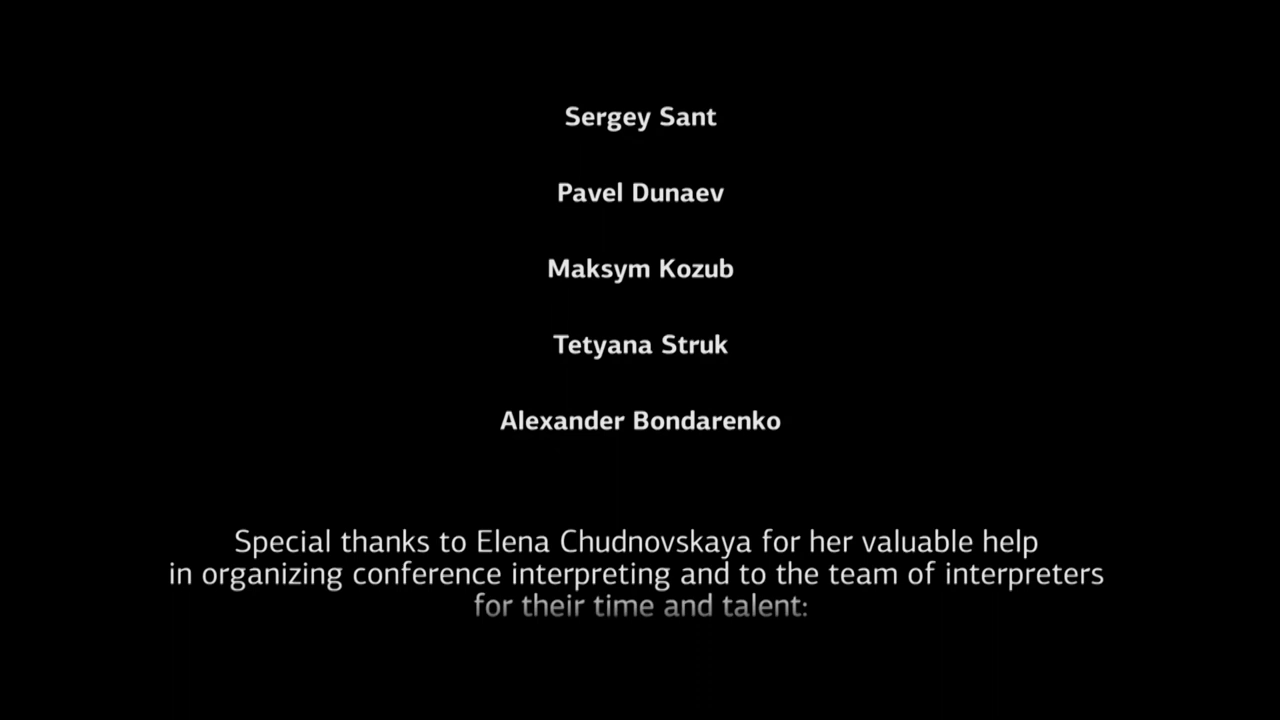 Sergey Sant
Pavel Dunaev
Maksym Kozub
Tetyana Struk
Alexander Bondarenko
Special thanks to Elena Chudnovskaya for her valuable help
in organizing conference interpreting and to the team of interpreters
for their time and talent: